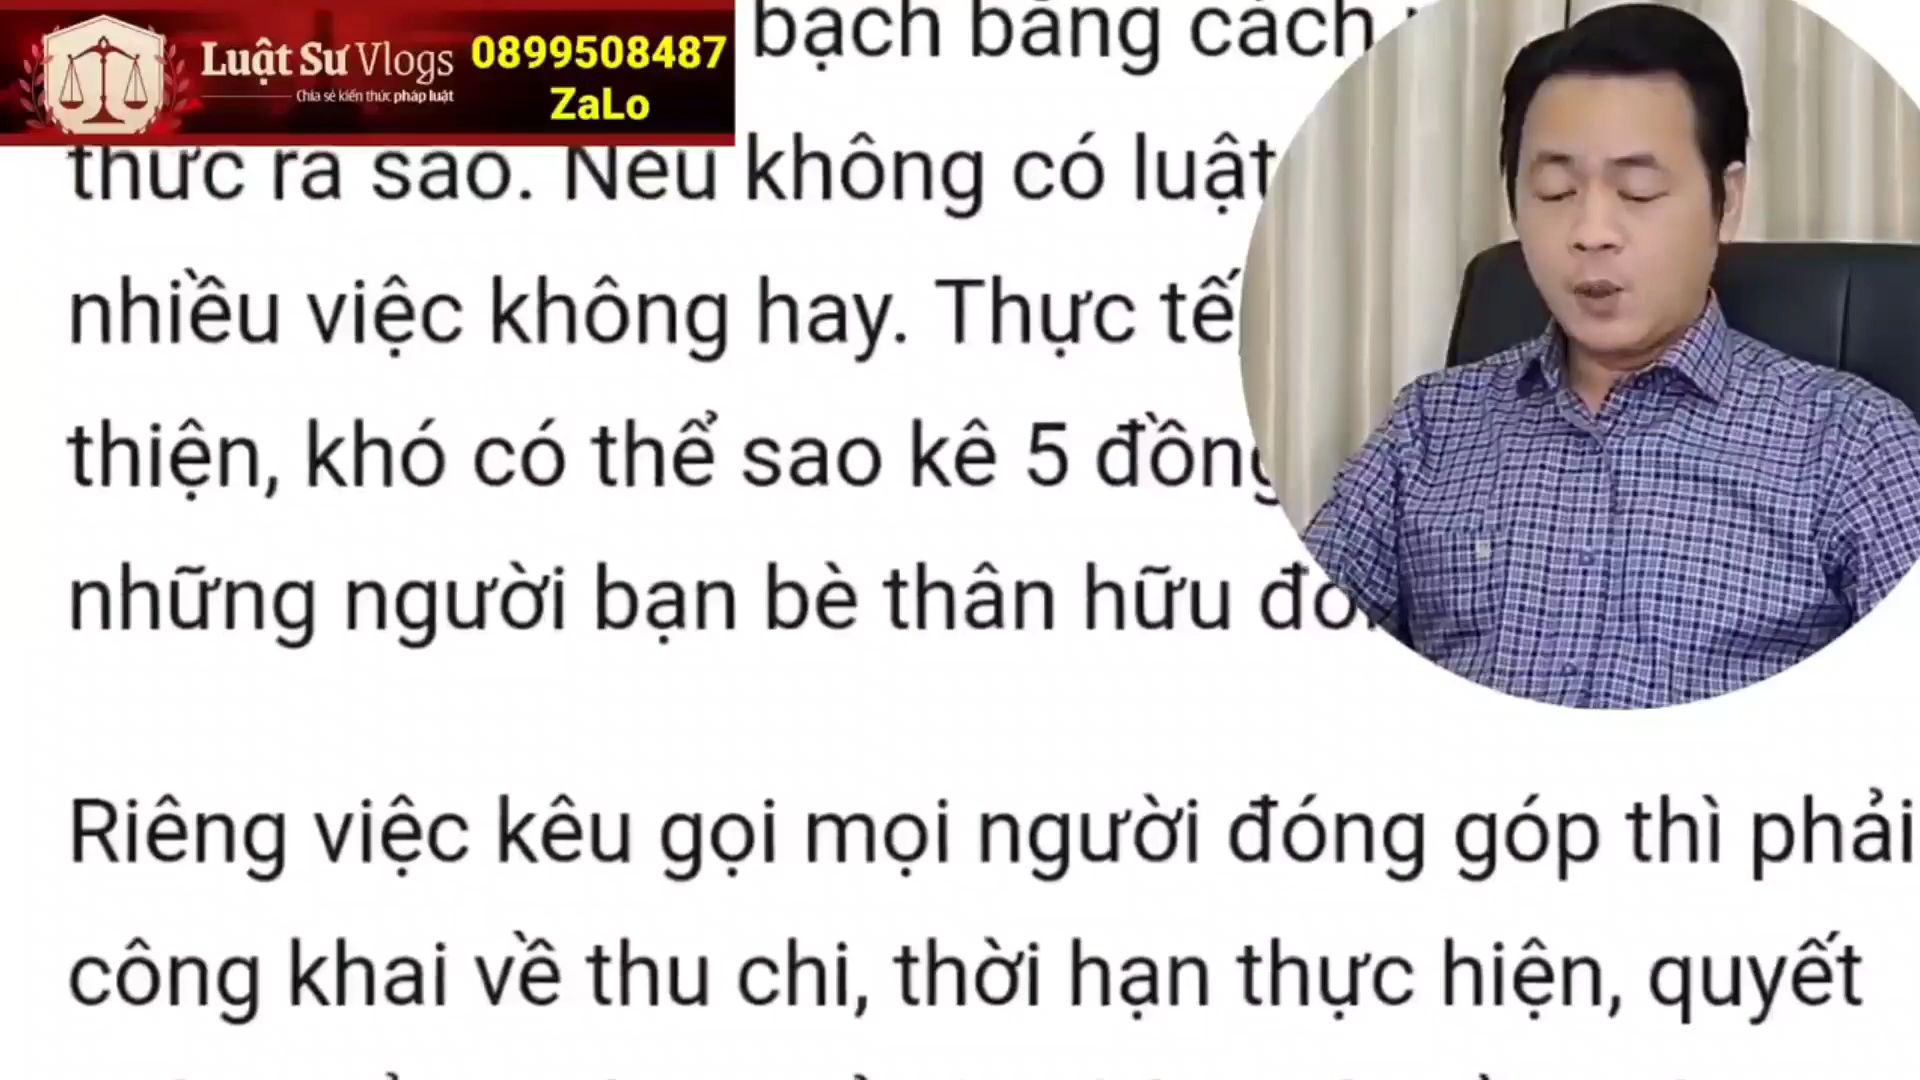 Luật Sư Vlogs
Chia sẻ kiến thức pháp luật
0899508487
ZaLo
bạch bằng cách
thức ra sao. Nếu không có luật
nhiều việc không hay. Thực tế
thiện, khó có thể sao kê 5 đồng
những người bạn bè thân hữu
Riêng việc kêu gọi mọi người đóng góp thì phải
công khai về thu chi, thời hạn thực hiện, quyết